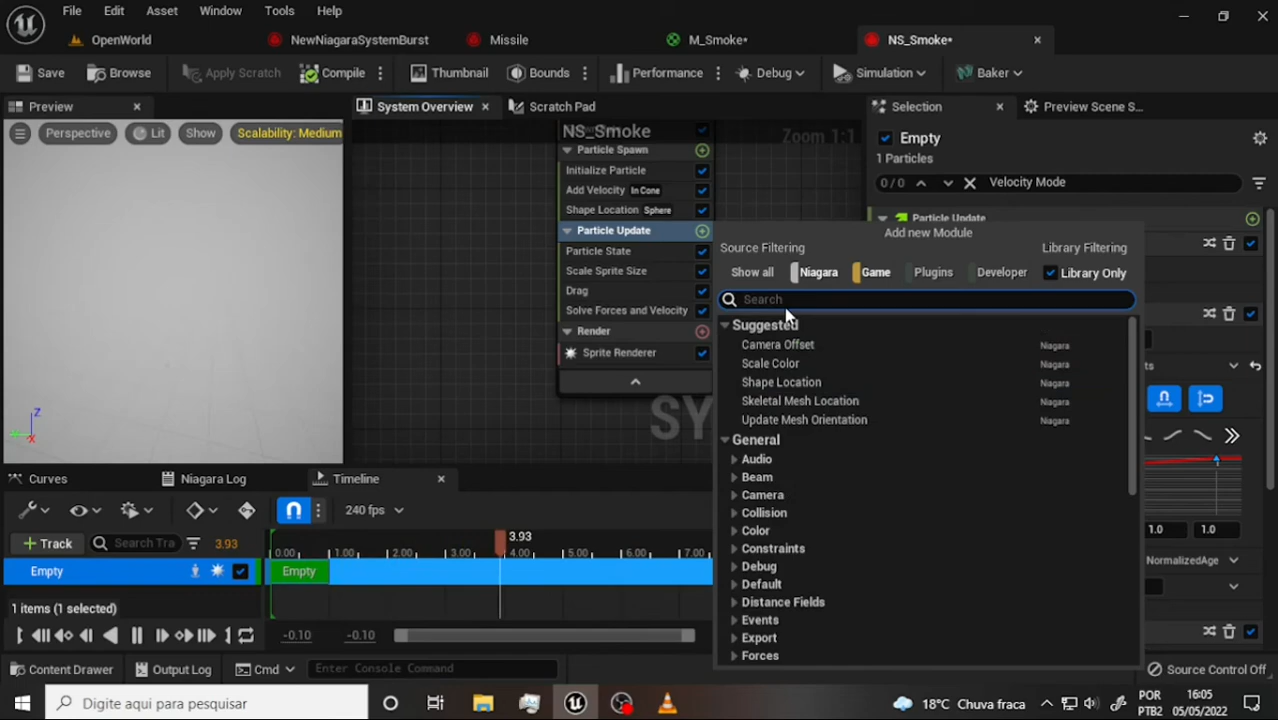 File Edit Asset Window Tools Help
OpenWorld NewNiagaraSystemBurst Missile M_Smoke* NS_Smoke*
Save Browse Apply Scratch Compile Thumbnail Bounds Performance Debug Simulation Baker
Preview System Overview Scratch Pad Selection Preview Scene S...
Perspective Lit Show Scalability: Medium
NS_Smoke
Zoom 1:1
Empty
1 Particles
0/0 Velocity Mode
Particle Spawn
Initialize Particle
Add Velocity In Cone
Shape Location Sphere
Particle Update
Particle State
Scale Sprite Size
Drag
Solve Forces and Velocity
Render
Sprite Renderer
SY
Z
X
Particle Update
Add new Module
Source Filtering Library Filtering
Show all Niagara Game Plugins Developer Library Only
Search
Suggested
Camera Offset Niagara
Scale Color Niagara
Shape Location Niagara
Skeletal Mesh Location Niagara
Update Mesh Orientation Niagara
General
Audio
Beam
Camera
Collision
Color
Constraints
Debug
Default
Distance Fields
Events
Export
Forces
1.0 1.0
NormalizedAge
Curves Niagara Log Timeline
240 fps
Track Search Tra 3.93
3.93
0.00 1.00 2.00 3.00 4.00 5.00 6.00 7.00
Empty Empty
1 items (1 selected)
-0.10 -0.10
Content Drawer Output Log Cmd Enter Console Command Source Control Off
Digite aqui para pesquisar 18°C Chuva fraca POR PTB2 16:05 05/05/2022